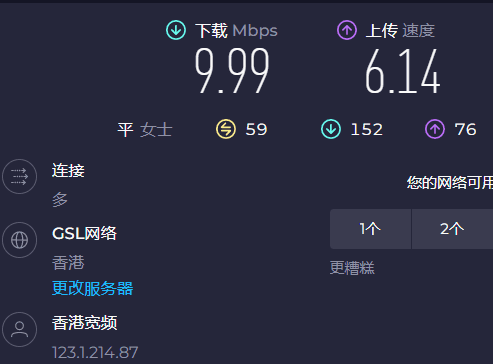 下载 Mbps 上传 速度
9.99 6.14
平 女士 59 152 76
连接
多
您的网络可用
GSL网络
香港
更改服务器
1个 2个
更糟糕
香港宽频
123.1.214.87